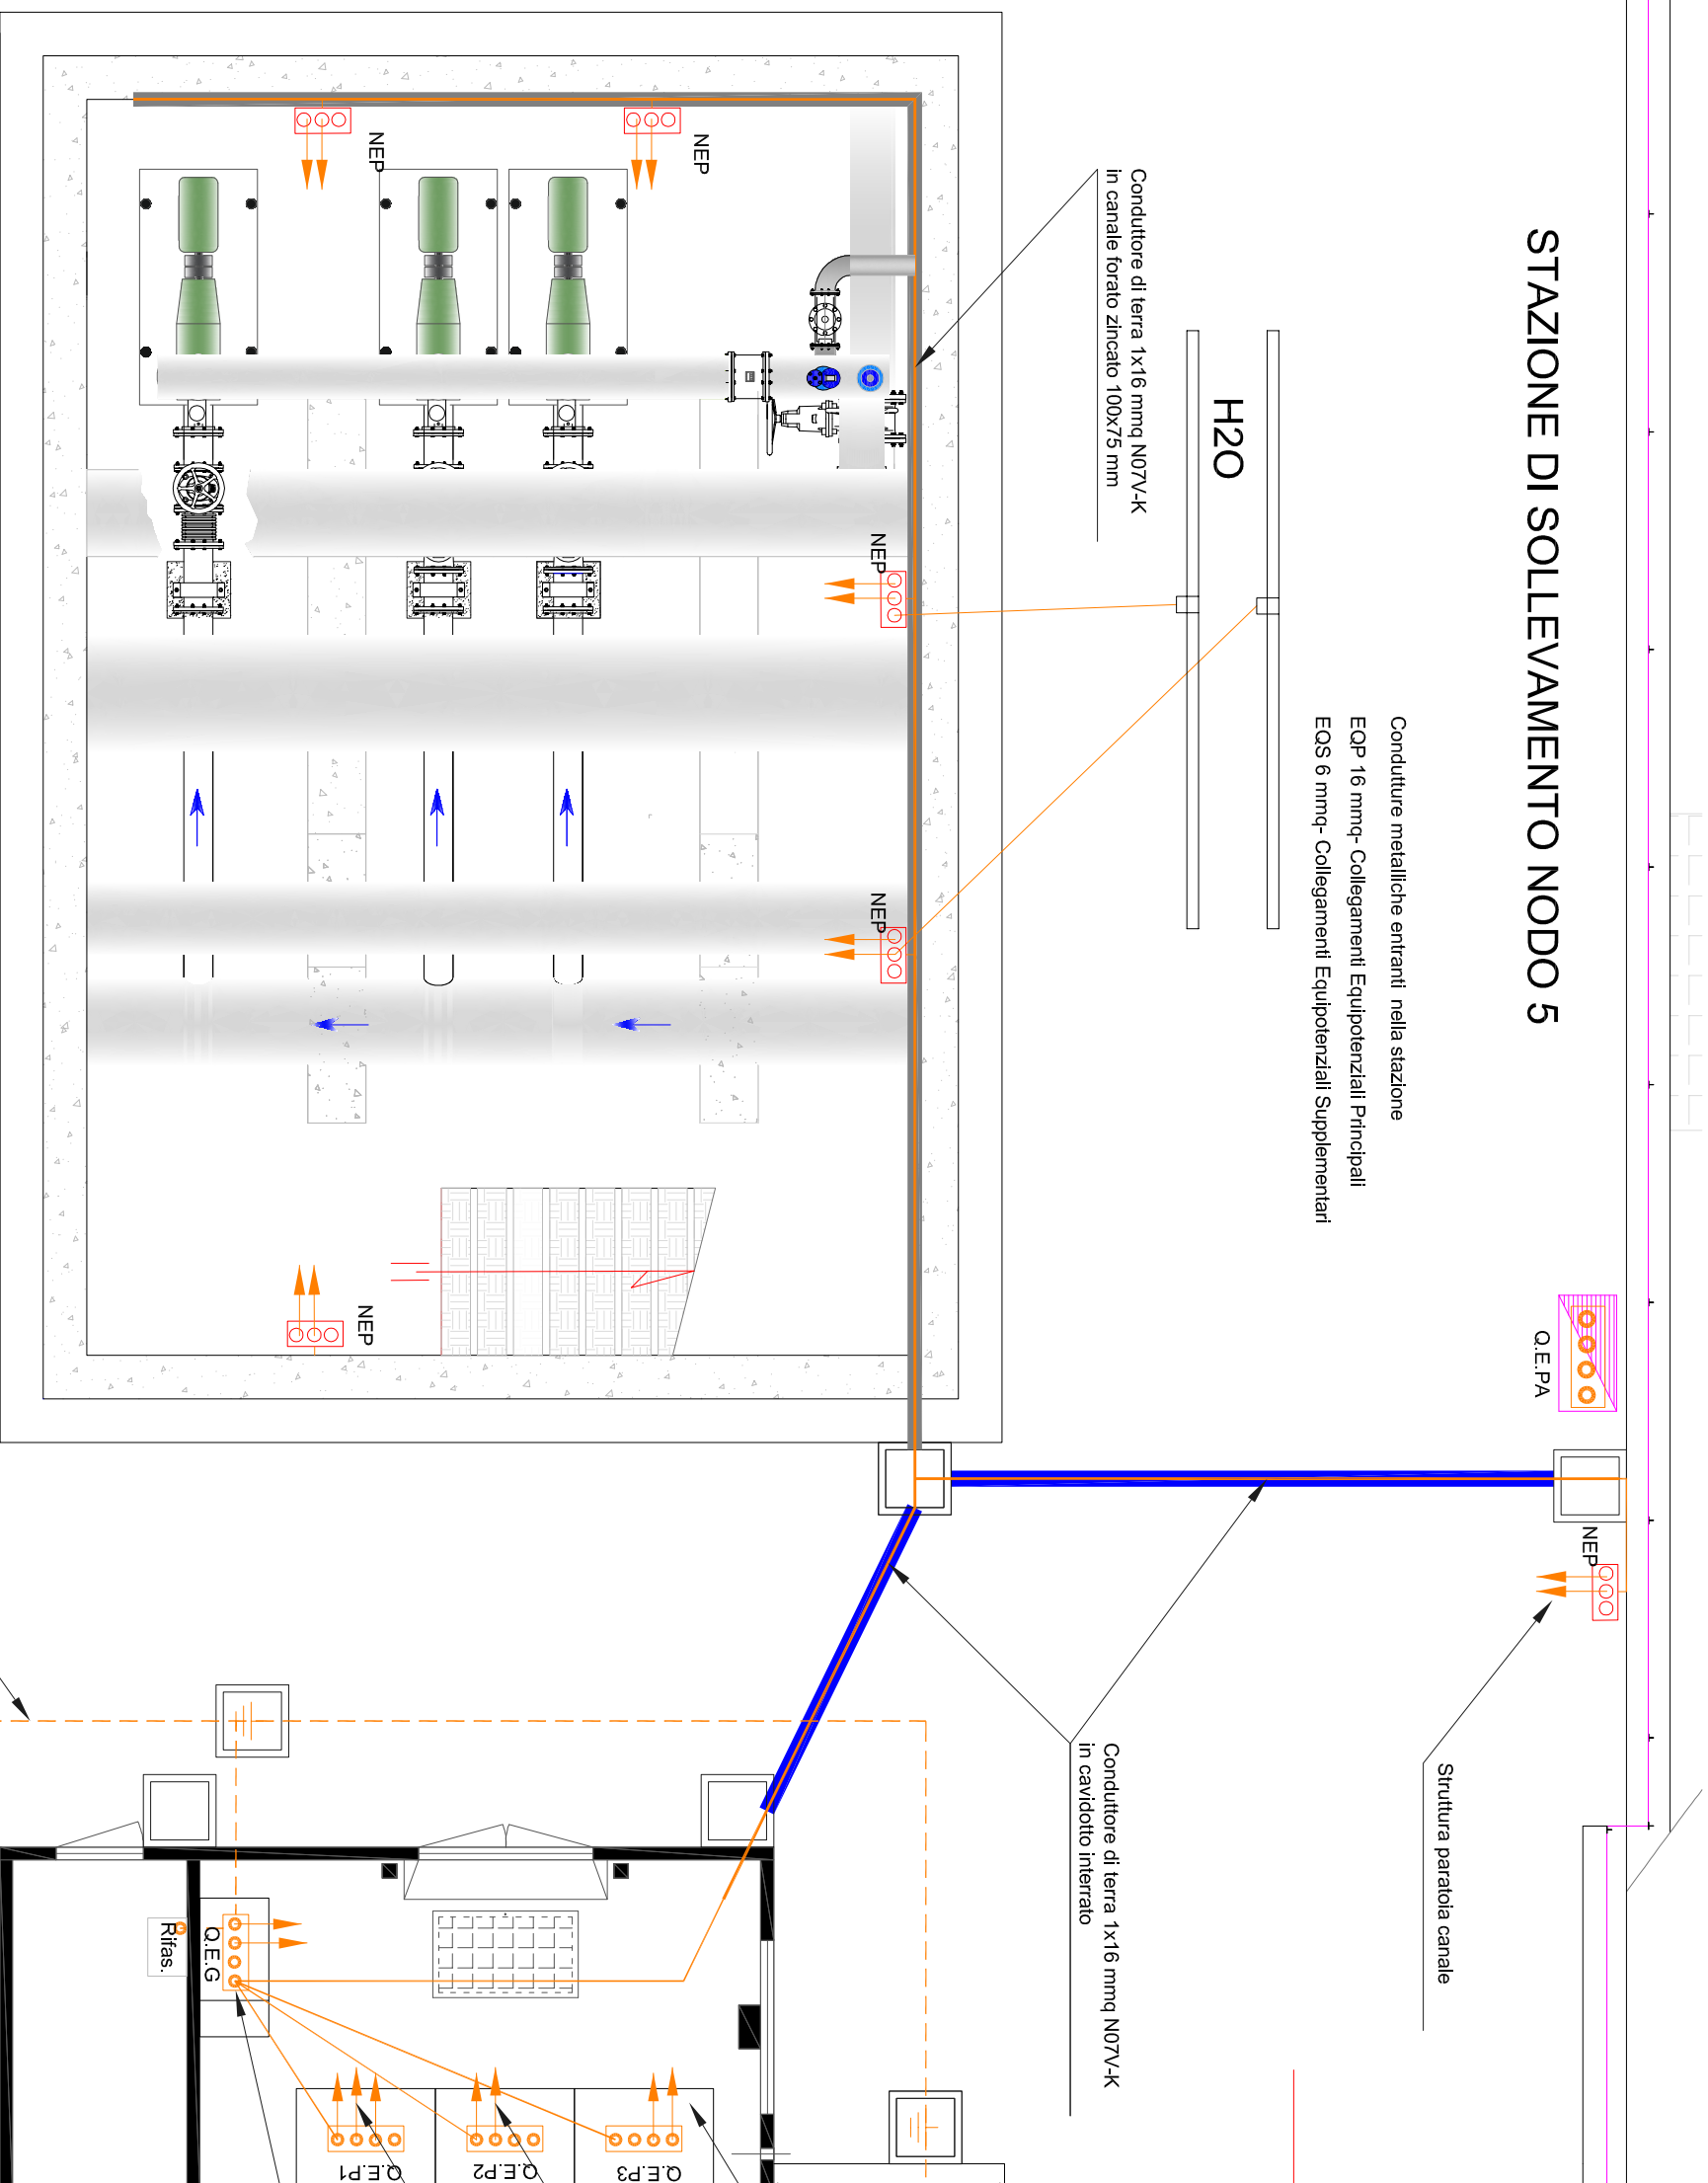 STAZIONE DI SOLLEVAMENTO NODO 5
Condutture metalliche entranti nella stazione
EQP 16 mmq- Collegamenti Equipotenziali Principali
EQS 6 mmq- Collegamenti Equipotenziali Supplementari
H2O
Conduttore di terra 1x16 mmq N07V-K
in canale forato zincato 100x75 mm
NEP
NEP
NEP
NEP
NEP
Q.E.PA
NEP
Struttura paratoia canale
Conduttore di terra 1x16 mmq N07V-K
in cavidotto interrato
Q.E.G
Rifas.
Q.E.P1
Q.E.P2
Q.E.P3